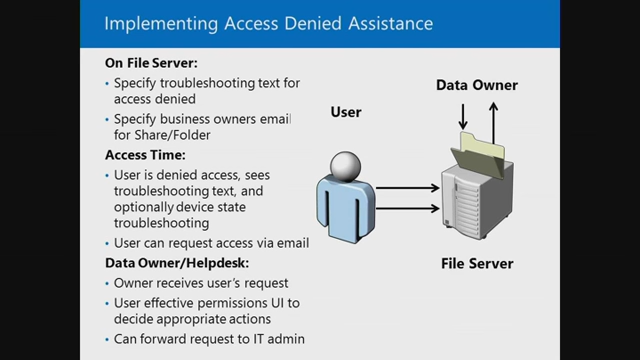 Implementing Access Denied Assistance
On File Server:
• Specify troubleshooting text for
access denied
• Specify business owners email
for Share/Folder
Access Time:
• User is denied access, sees
troubleshooting text, and
optionally device state
troubleshooting
• User can request access via email
Data Owner/Helpdesk:
• Owner receives user's request
• User effective permissions UI to
decide appropriate actions
• Can forward request to IT admin
User
Data Owner
File Server